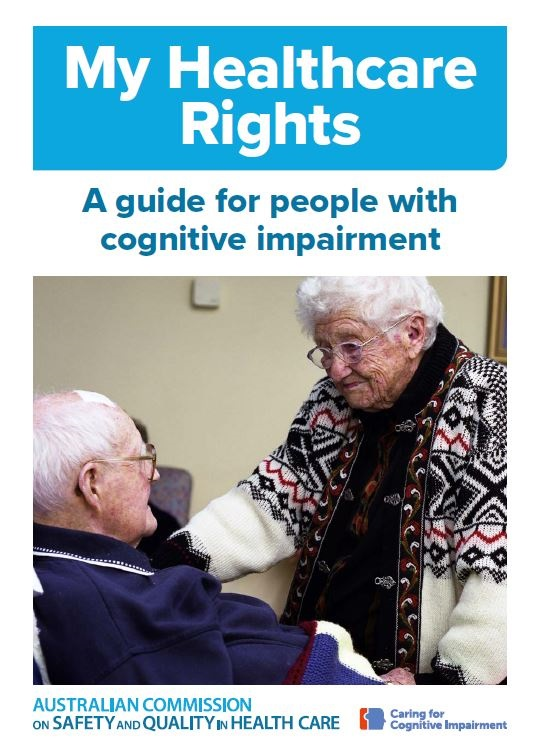 My Healthcare
Rights
A guide for people with
cognitive impairment
AUSTRALIAN COMMISSION
ON SAFETY AND QUALITY IN HEALTH CARE
Caring for
Cognitive Impairment